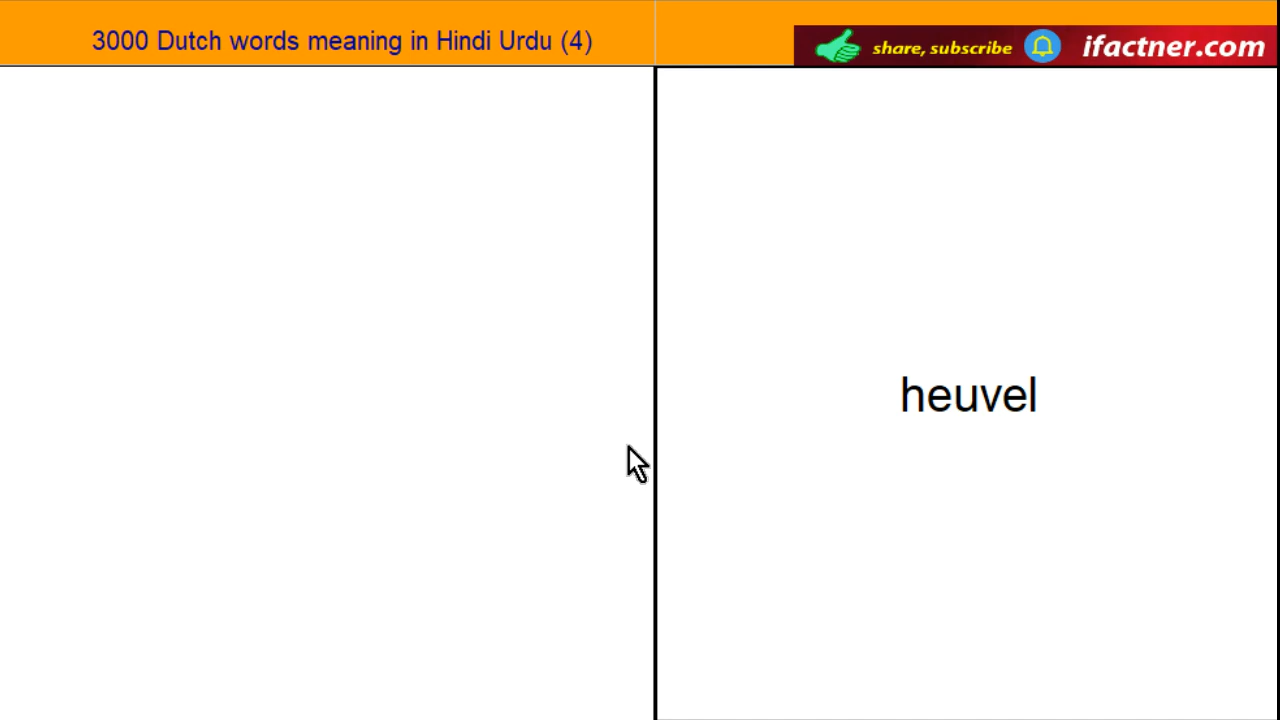 3000 Dutch words meaning in Hindi Urdu (4)
share, subscribe
ifactner.com
heuvel